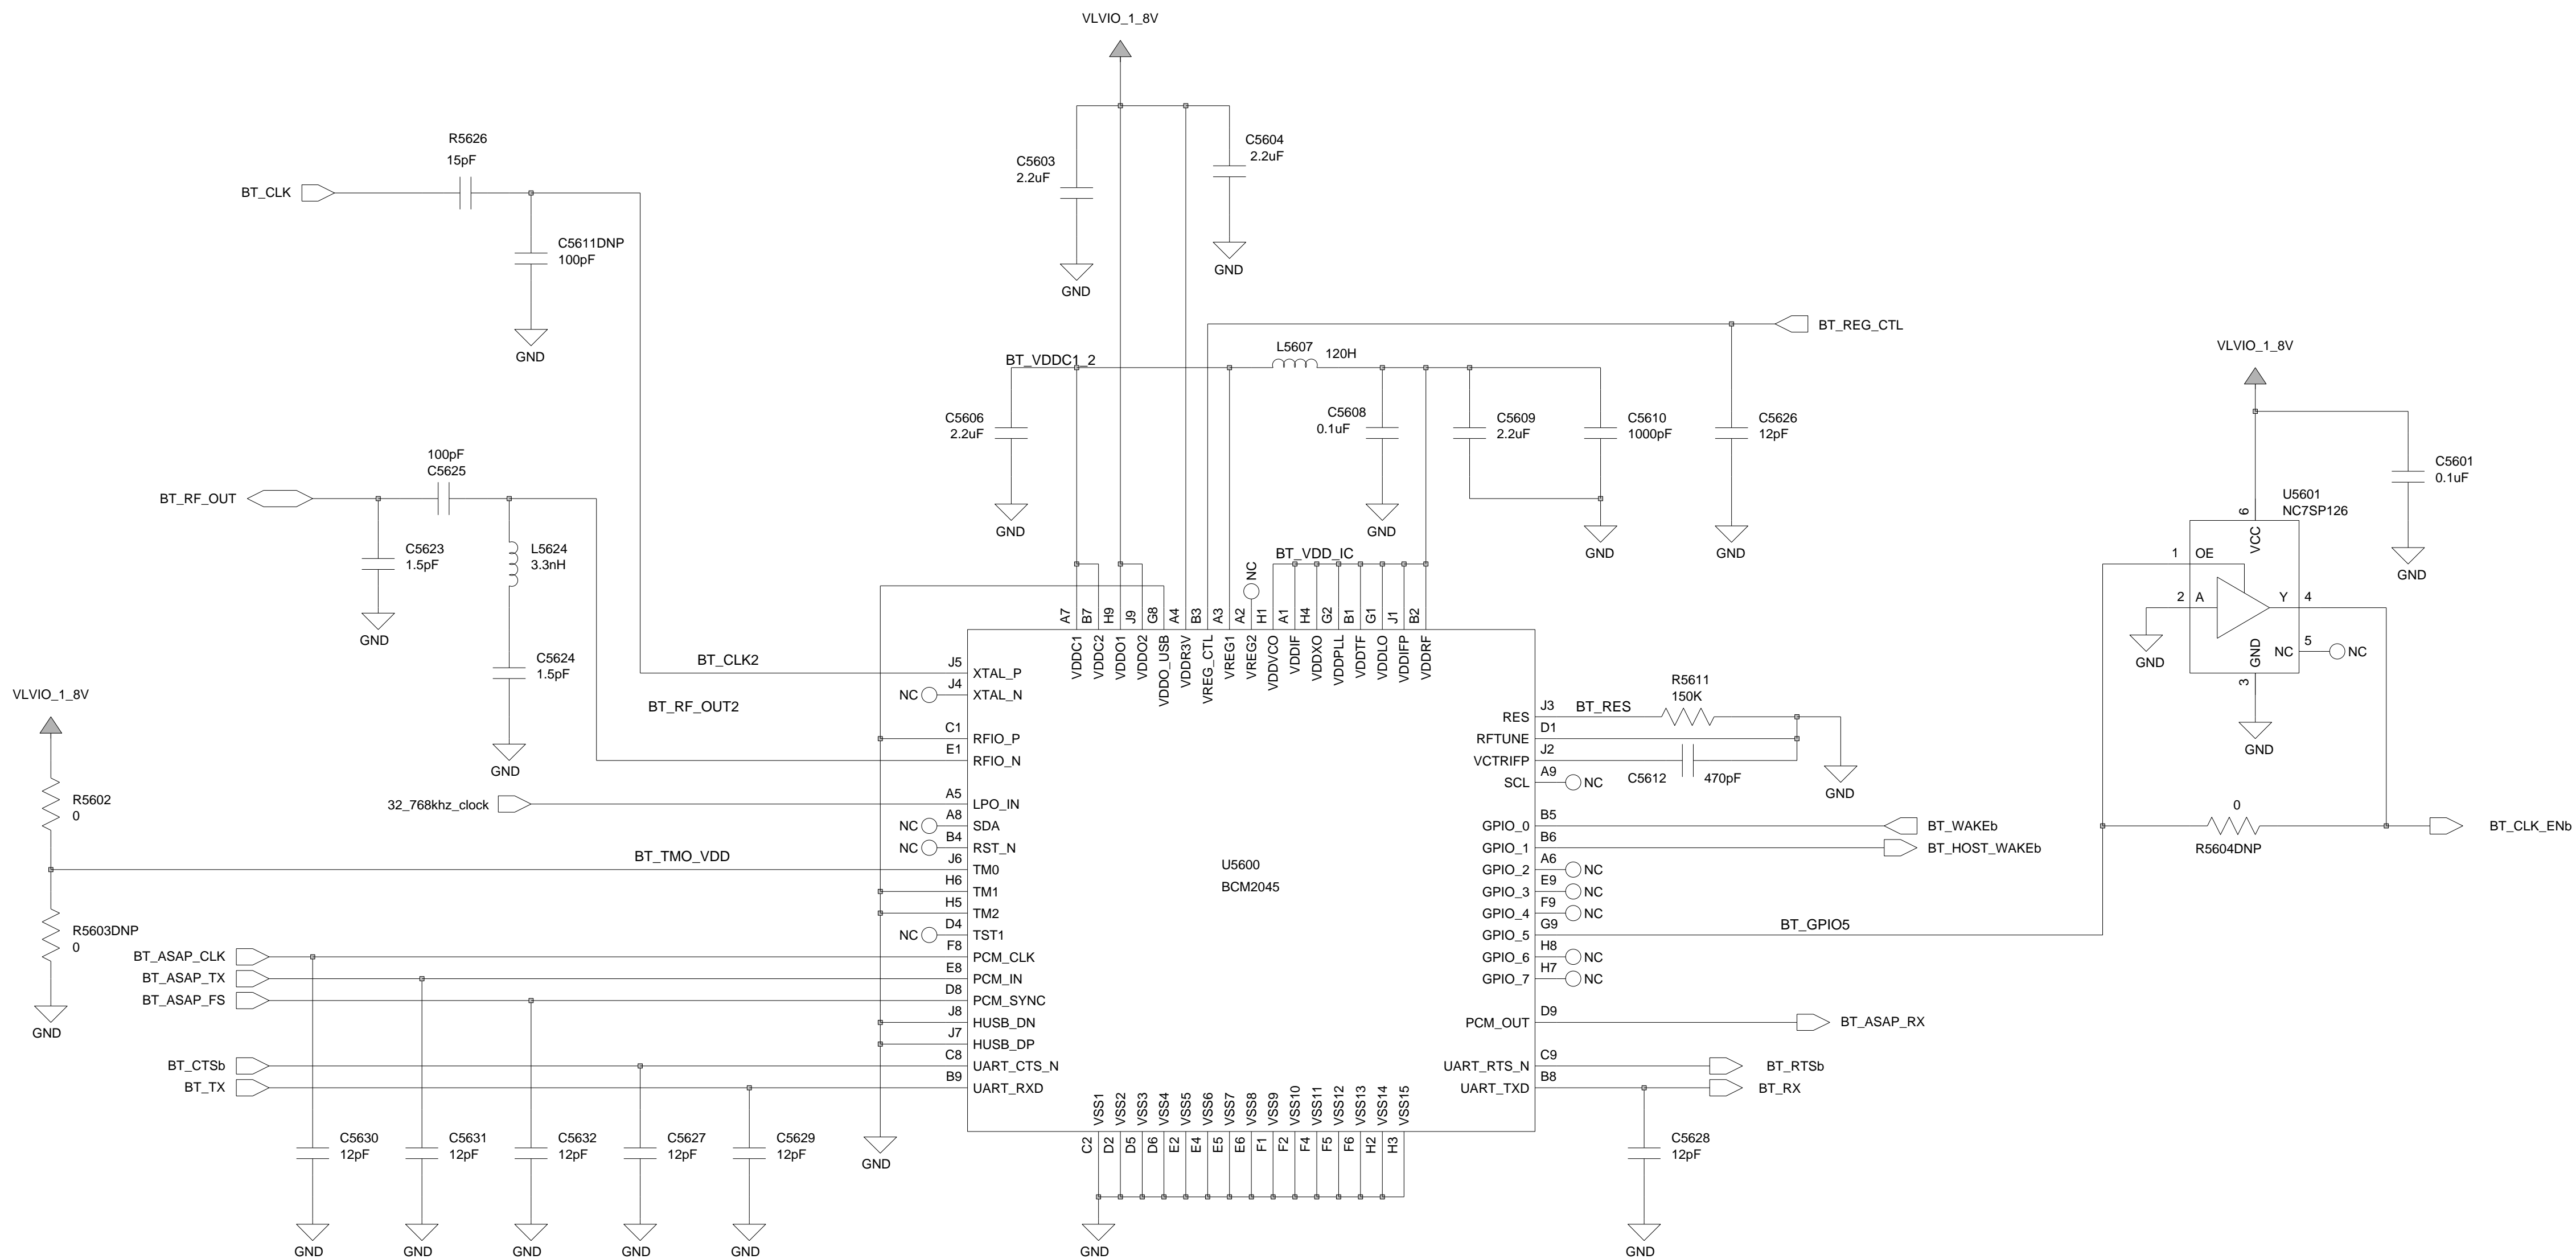 VLVIO_1_8V
R5626
15pF
BT_CLK
C5611DNP
100pF
GND
C5603
2.2uF
GND
C5604
2.2uF
GND
BT_REG_CTL
BT_VDDC1_2
L5607
120H
C5606
2.2uF
GND
C5608
0.1uF
GND
C5609
2.2uF
C5610
1000pF
GND
C5626
12pF
GND
BT_VDD_IC
NC
VLVIO_1_8V
C5601
0.1uF
GND
U5601
NC7SP126
6
VCC
1
OE
2
A
Y
4
5
NC
NC
GND
3
GND
GND
100pF
C5625
BT_RF_OUT
C5623
1.5pF
GND
L5624
3.3nH
C5624
1.5pF
GND
A7
B7
H9
J9
G8
A4
B3
A3
A2
H1
A1
H4
G2
B1
G1
J1
B2
VDDC1
VDDC2
VDDO1
VDDO2
VDDO_USB
VDDR3V
VREG_CTL
VREG1
VREG2
VDDVCO
VDDIF
VDDXO
VDDPLL
VDDTF
VDDLO
VDDIFP
VDDRF
VLVIO_1_8V
R5602
0
R5603DNP
0
GND
BT_CLK2
J5
XTAL_P
NC
J4
XTAL_N
BT_RF_OUT2
C1
RFIO_P
E1
RFIO_N
32_768khz_clock
A5
LPO_IN
NC
A8
SDA
NC
B4
RST_N
BT_TMO_VDD
J6
TM0
H6
TM1
H5
TM2
NC
D4
TST1
BT_ASAP_CLK
F8
PCM_CLK
BT_ASAP_TX
E8
PCM_IN
BT_ASAP_FS
D8
PCM_SYNC
J8
HUSB_DN
J7
HUSB_DP
BT_CTSb
C8
UART_CTS_N
BT_TX
B9
UART_RXD
U5600
BCM2045
R5611
150K
RES
J3
BT_RES
RFTUNE
D1
VCTRIFP
J2
C5612
470pF
GND
SCL
A9
NC
GPIO_0
B5
BT_WAKEb
GPIO_1
B6
BT_HOST_WAKEb
GPIO_2
A6
NC
GPIO_3
E9
NC
GPIO_4
F9
NC
GPIO_5
G9
BT_GPIO5
GPIO_6
H8
NC
GPIO_7
H7
NC
0
R5604DNP
BT_CLK_ENb
PCM_OUT
D9
BT_ASAP_RX
UART_RTS_N
C9
BT_RTSb
UART_TXD
B8
BT_RX
VSS1
VSS2
VSS3
VSS4
VSS5
VSS6
VSS7
VSS8
VSS9
VSS10
VSS11
VSS12
VSS13
VSS14
VSS15
C2
D2
D5
D6
E2
E4
E5
E6
F1
F2
F4
F5
F6
H2
H3
GND
C5630
12pF
GND
C5631
12pF
GND
C5632
12pF
GND
C5627
12pF
GND
C5629
12pF
GND
GND
C5628
12pF
GND